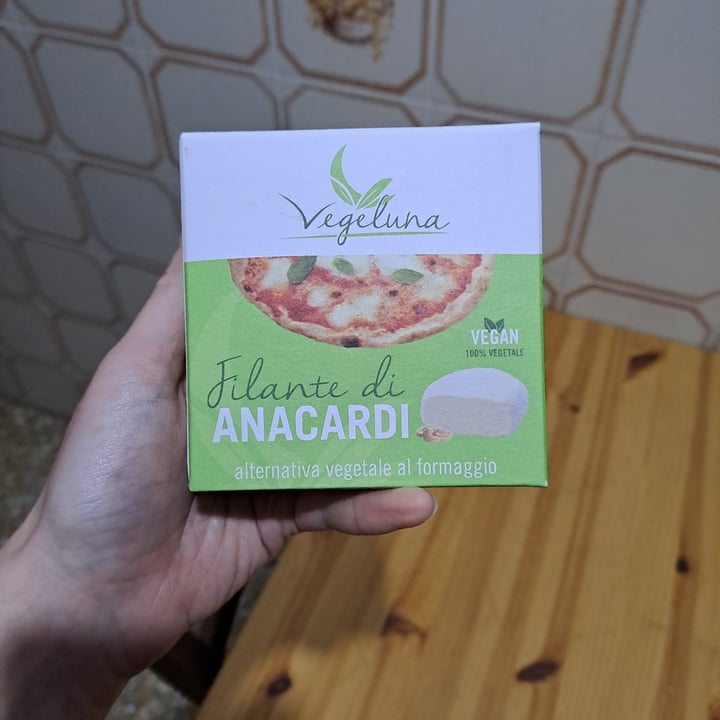 Vegeluna
VEGAN
100% VEGETALE
Filante di
ANACARDI
alternativa vegetale al formaggio